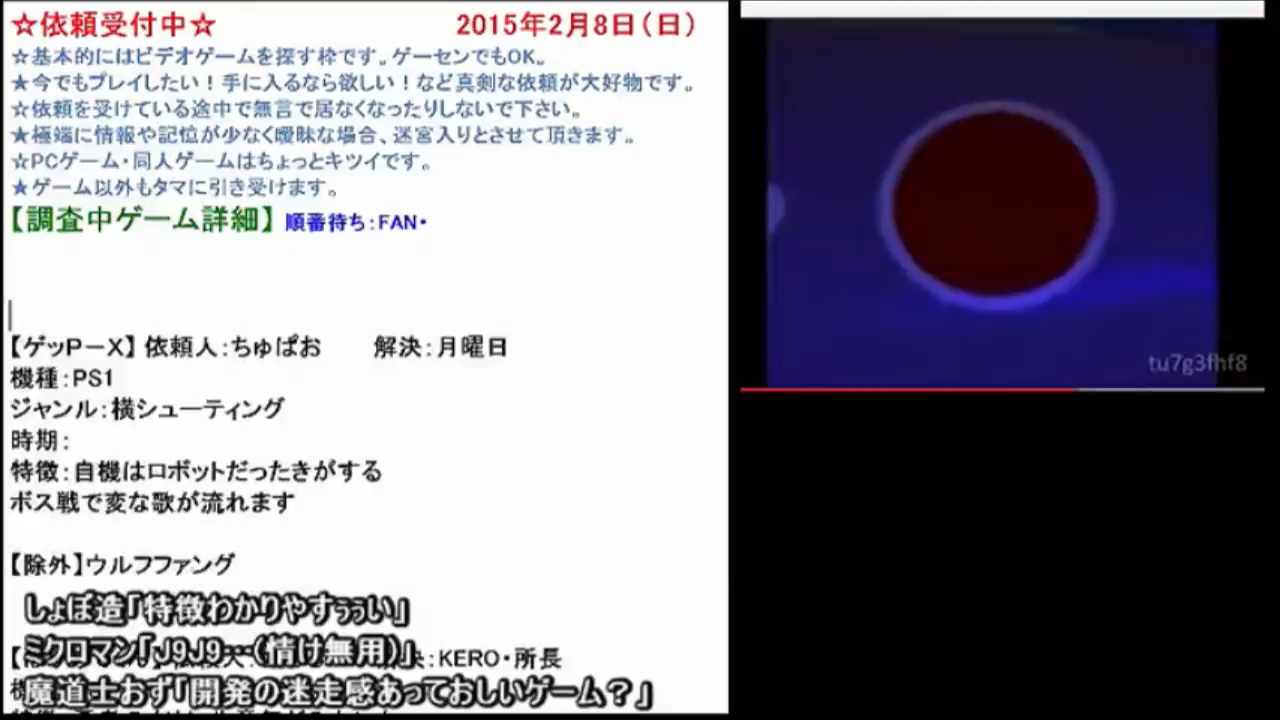 ☆依頼受付中☆ 2015年2月8日(日)
☆基本的にはビデオゲームを探す枠です。ゲーセンでもOK。
★今でもプレイしたい!手に入るなら欲しい!など真剣な依頼が大好物です。
☆依頼を受けている途中で無言で居なくなったりしないで下さい。
★極端に情報や記位が少なく曖昧な場合、迷宮入りとさせて頂きます。
☆PCゲーム・同人ゲームはちょっとキツイです。
★ゲーム以外もタマに引き受けます。
【調査中ゲーム詳細】 順番待ち:FAN・
【ゲッP-X】 依頼人:ちゅぱお 解決:月曜日
機種:PS1
ジャンル:横シューティング
時期:
特徴:自機はロボットだったきがする
ボス戦で変な歌が流れます
【除外】ウルフファング
しょぼ造「特徴わかりやすぅぅい」
ミクロマン「J9J9…(情け無用)」
:KERO・所長
魔道士おず「開発の迷走感あっておしいゲーム?」
tu7g3fhf8